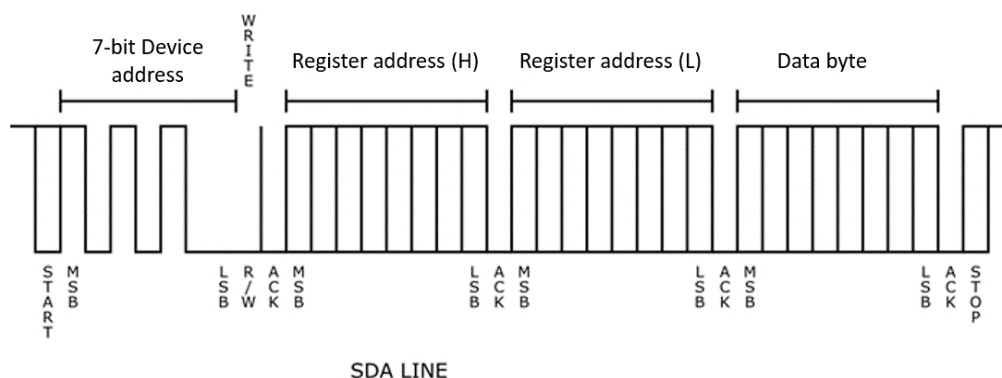 WRITE
7-bit Device
address
Register address (H)
Register address (L)
Data byte
START
MSB
LSB
R/W
ACK
MSB
LSB
ACK
MSB
LSB
ACK
MSB
LSB
ACK
STOP
SDA LINE